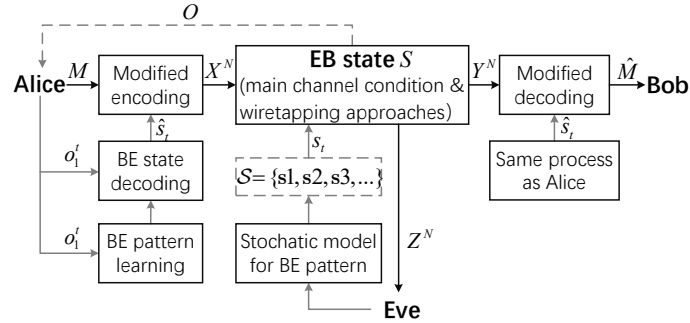 O
Alice
M
Modified
encoding
X^N
EB state S
(main channel condition &
wiretapping approaches)
Y^N
Modified
decoding
M̂
Bob
ŝ_t
o_1^t
BE state
decoding
s_t
ŝ_t
Same process
as Alice
𝒮={s1,s2,s3,...}
o_1^t
BE pattern
learning
Stochatic model
for BE pattern
Z^N
Eve